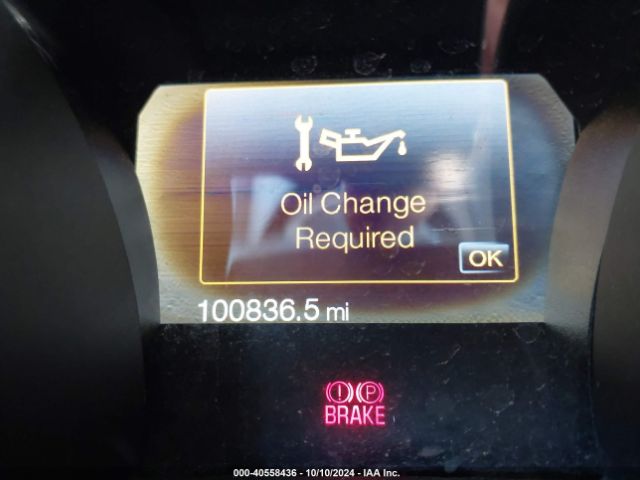 Oil Change
Required
OK
100836.5 mi
(!) (P)
BRAKE
000-40558436 - 10/10/2024 - IAA Inc.